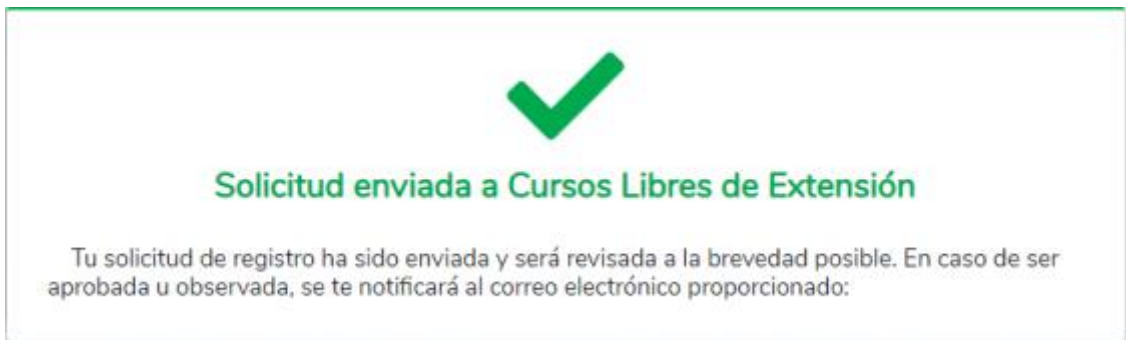 Solicitud enviada a Cursos Libres de Extensión
Tu solicitud de registro ha sido enviada y será revisada a la brevedad posible. En caso de ser
aprobada u observada, se te notificará al correo electrónico proporcionado: